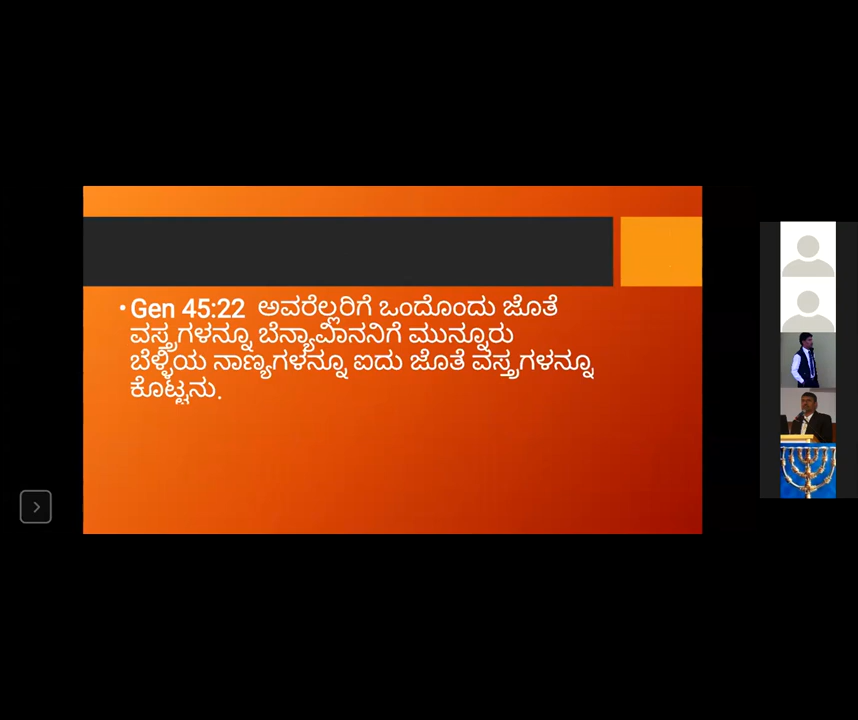 • Gen 45:22 ಅವರೆಲ್ಲರಿಗೆ ಒಂದೊಂದು ಜೊತೆ
ವಸ್ತ್ರಗಳನ್ನೂ ಬೆನ್ಯಾಮಿಾನನಿಗೆ ಮುನ್ನೂರು
ಬೆಳ್ಳಿಯ ನಾಣ್ಯಗಳನ್ನೂ ಐದು ಜೊತೆ ವಸ್ತ್ರಗಳನ್ನೂ
ಕೊಟ್ಟನು.